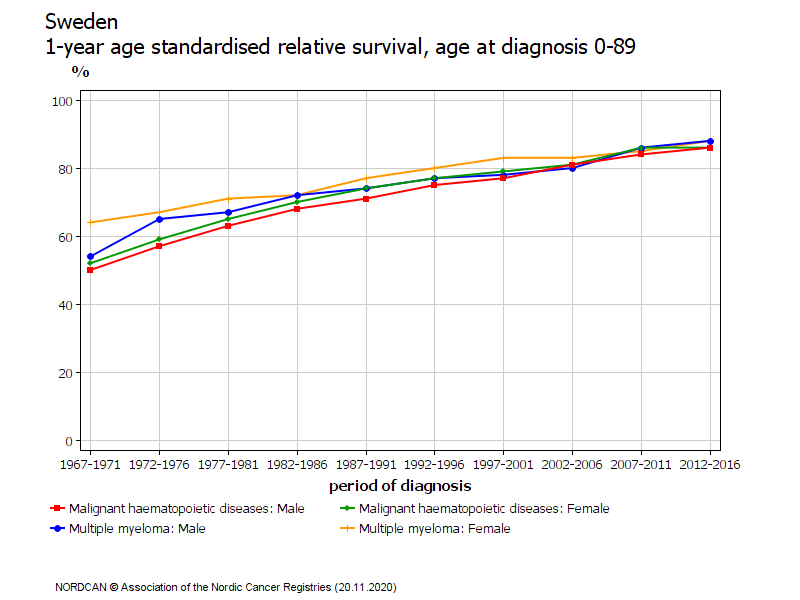 Sweden
1-year age standardised relative survival, age at diagnosis 0-89
%
100
80
60
40
20
0
1967-1971 1972-1976 1977-1981 1982-1986 1987-1991 1992-1996 1997-2001 2002-2006 2007-2011 2012-2016
period of diagnosis
Malignant haematopoietic diseases: Male Malignant haematopoietic diseases: Female
Multiple myeloma: Male Multiple myeloma: Female
NORDCAN © Association of the Nordic Cancer Registries (20.11.2020)